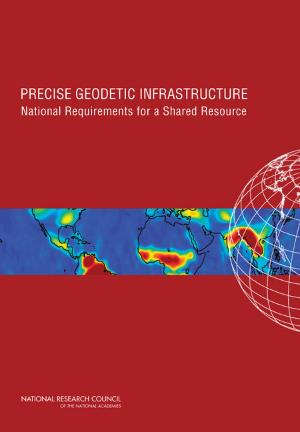 PRECISE GEODETIC INFRASTRUCTURE
National Requirements for a Shared Resource
NATIONAL RESEARCH COUNCIL
OF THE NATIONAL ACADEMIES